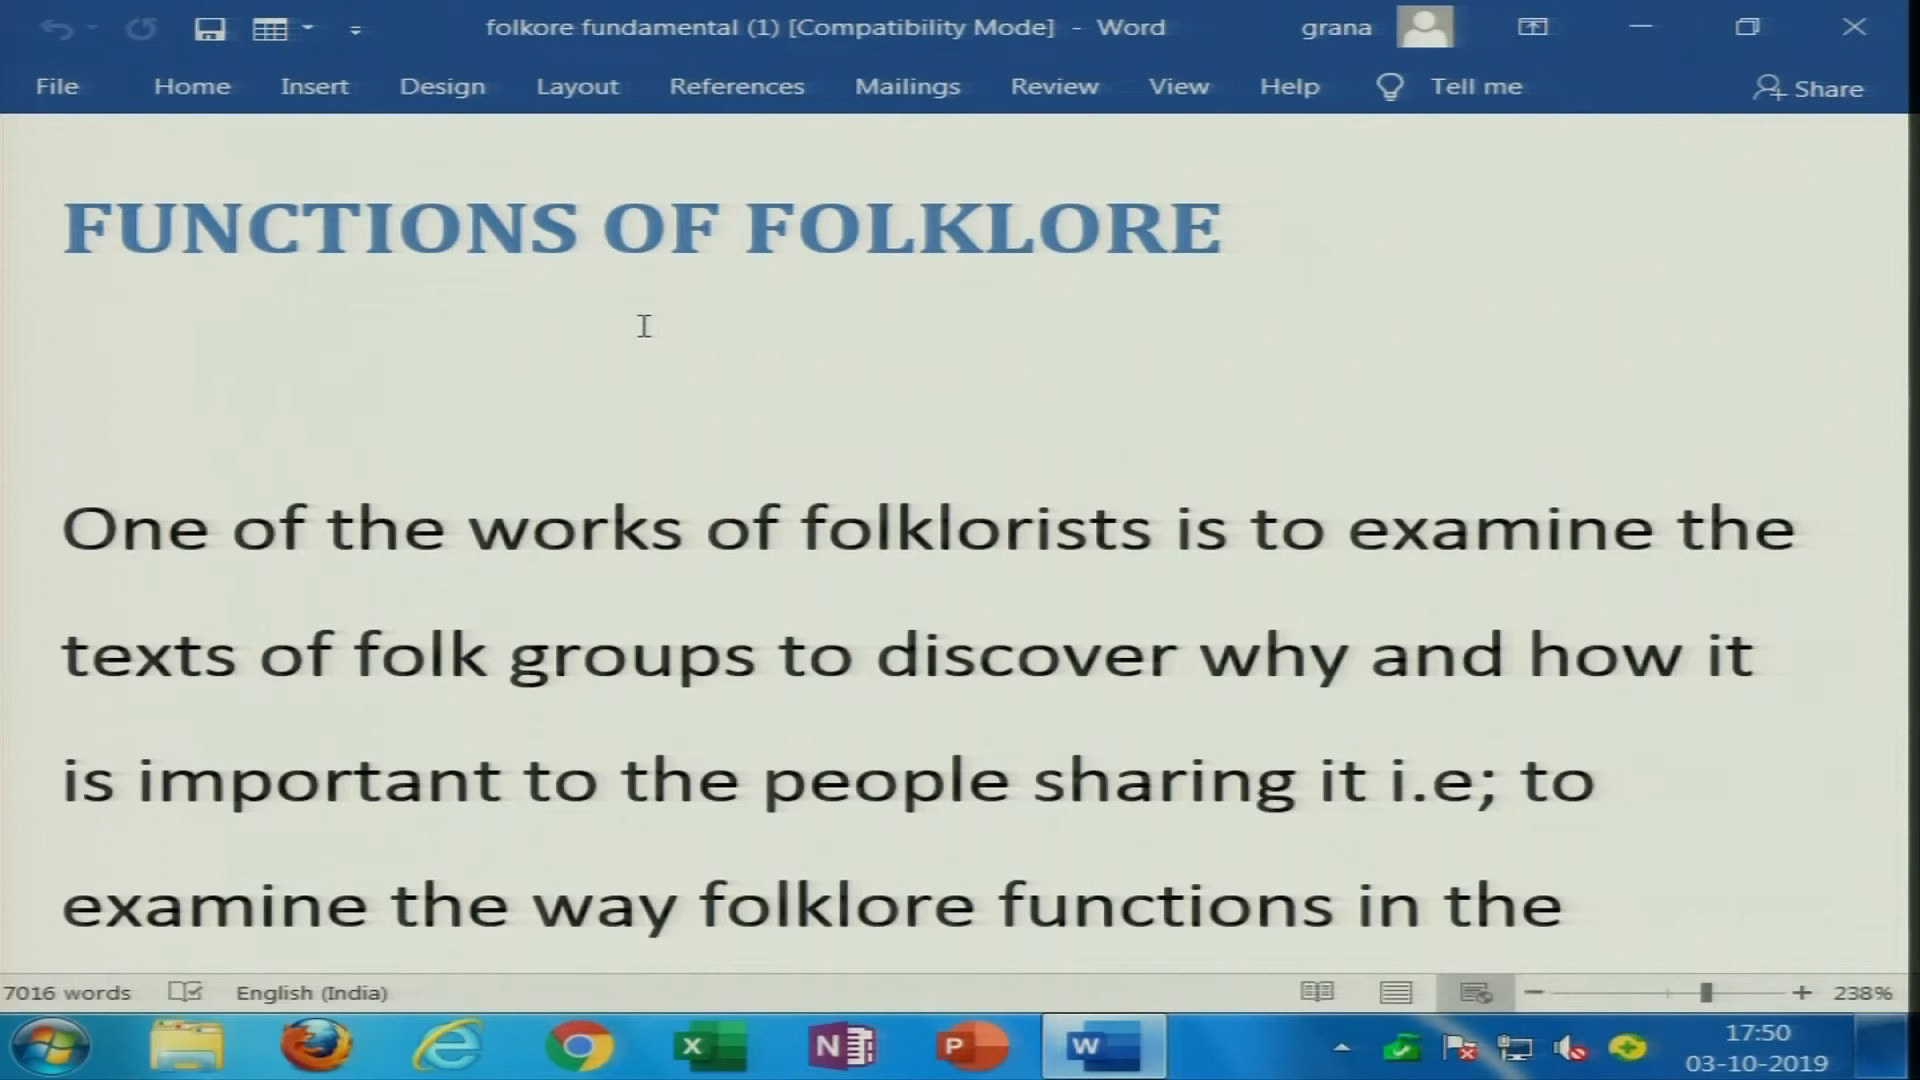 folkore fundamental (1) [Compatibility Mode] - Word
grana
File Home Insert Design Layout References Mailings Review View Help Tell me Share
FUNCTIONS OF FOLKLORE
One of the works of folklorists is to examine the
texts of folk groups to discover why and how it
is important to the people sharing it i.e; to
examine the way folklore functions in the
7016 words English (India) 238%
17:50
03-10-2019